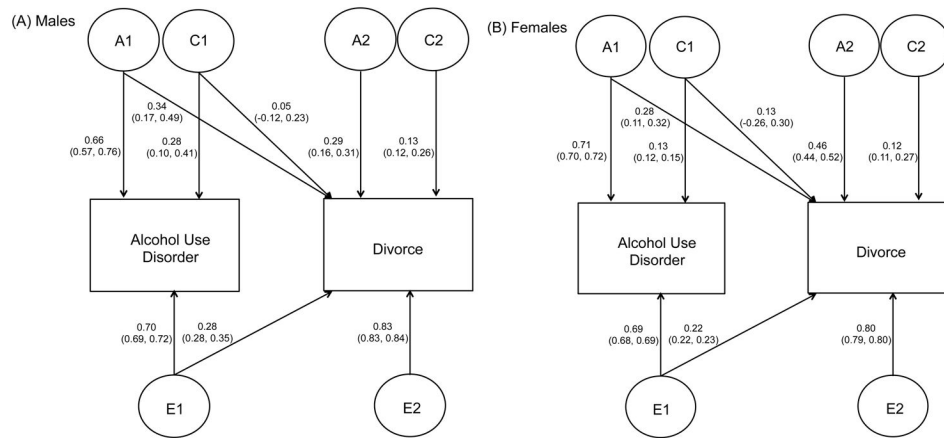 (A) Males
A1
C1
A2
C2
0.34
(0.17, 0.49)
0.05
(-0.12, 0.23)
0.66
(0.57, 0.76)
0.28
(0.10, 0.41)
0.29
(0.16, 0.31)
0.13
(0.12, 0.26)
Alcohol Use
Disorder
Divorce
0.70
(0.69, 0.72)
0.28
(0.28, 0.35)
0.83
(0.83, 0.84)
E1
E2
(B) Females
A1
C1
A2
C2
0.28
(0.11, 0.32)
0.13
(-0.26, 0.30)
0.71
(0.70, 0.72)
0.13
(0.12, 0.15)
0.46
(0.44, 0.52)
0.12
(0.11, 0.27)
Alcohol Use
Disorder
Divorce
0.69
(0.68, 0.69)
0.22
(0.22, 0.23)
0.80
(0.79, 0.80)
E1
E2